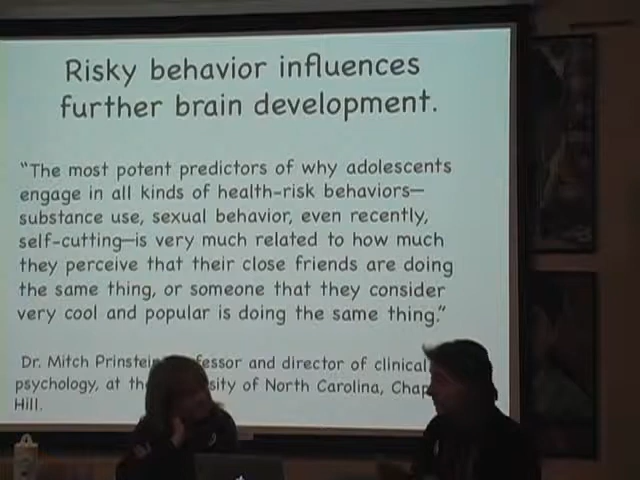 Risky behavior influences
further brain development.
“The most potent predictors of why adolescents
engage in all kinds of health-risk behaviors—
substance use, sexual behavior, even recently,
self-cutting—is very much related to how much
they perceive that their close friends are doing
the same thing, or someone that they consider
very cool and popular is doing the same thing.”
Dr. Mitch Prinstein fessor and director of clinical
psychology, at th sity of North Carolina, Chap
Hill.